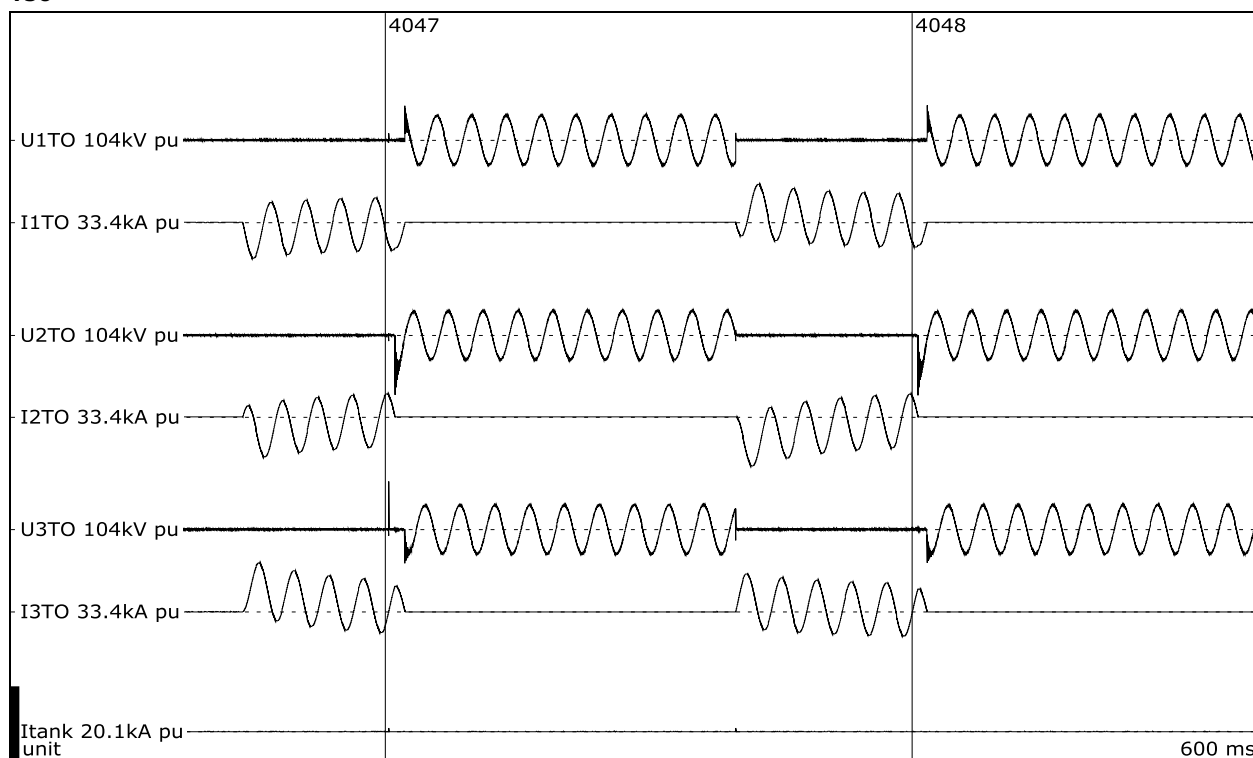 4047 4048
U1TO 104kV pu
I1TO 33.4kA pu
U2TO 104kV pu
I2TO 33.4kA pu
U3TO 104kV pu
I3TO 33.4kA pu
Itank 20.1kA pu
unit 600 ms